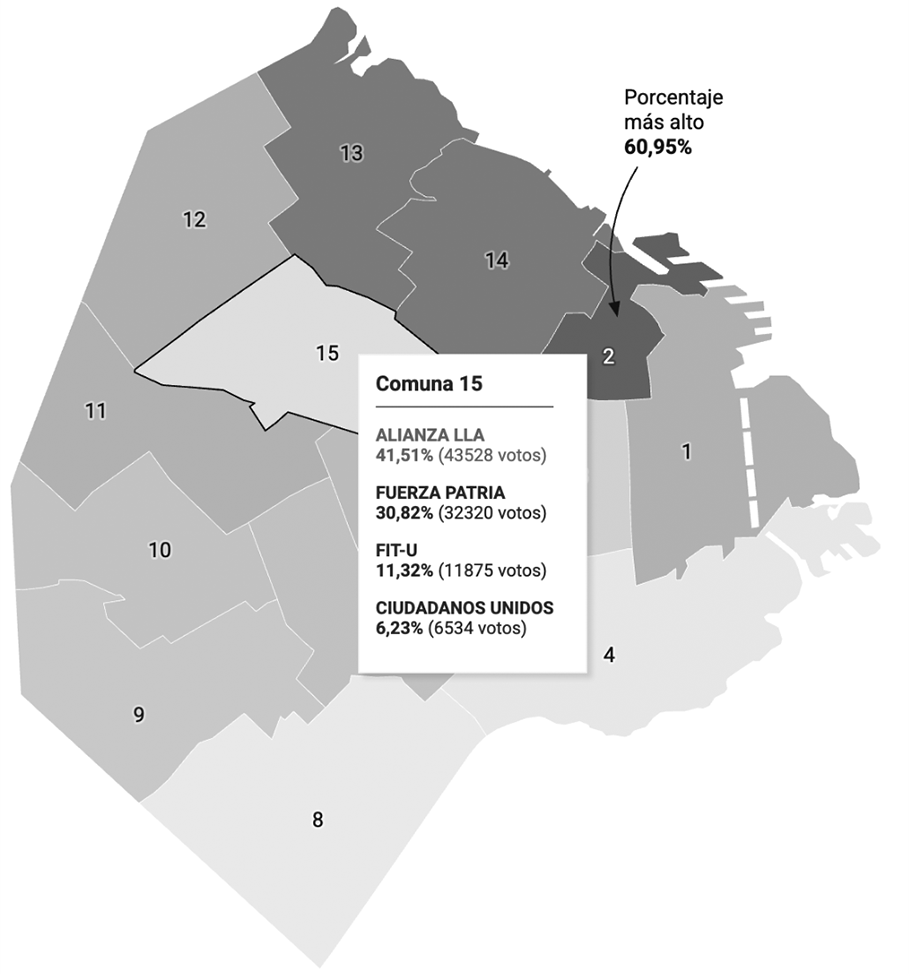 Porcentaje
más alto
60,95%
13
12
14
15
2
Comuna 15
11
ALIANZA LLA
41,51% (43528 votos)
1
FUERZA PATRIA
30,82% (32320 votos)
10
FIT-U
11,32% (11875 votos)
CIUDADANOS UNIDOS
6,23% (6534 votos)
4
9
8